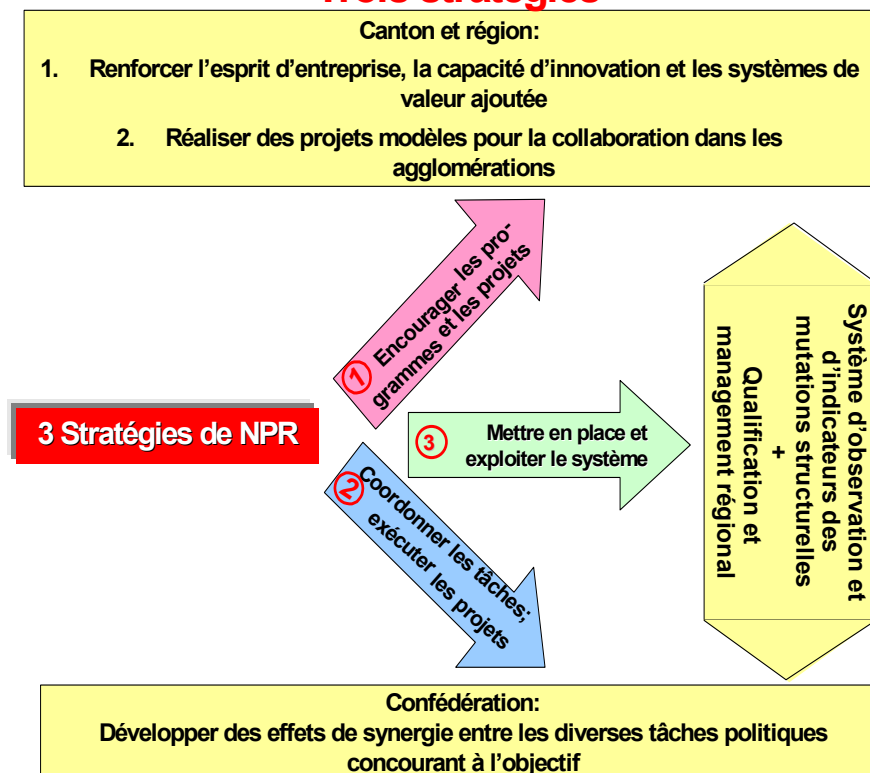 Trois stratégies
Canton et région:
1. Renforcer l’esprit d’entreprise, la capacité d’innovation et les systèmes de
valeur ajoutée
2. Réaliser des projets modèles pour la collaboration dans les
agglomérations
1 Encourager les pro-
grammes et les projets
3 Stratégies de NPR
3 Mettre en place et
exploiter le système
2 Coordonner les tâches;
exécuter les projets
Système d’observation et
d’indicateurs des
mutations structurelles
+
Qualification et
management régional
Confédération:
Développer des effets de synergie entre les diverses tâches politiques
concourant à l’objectif